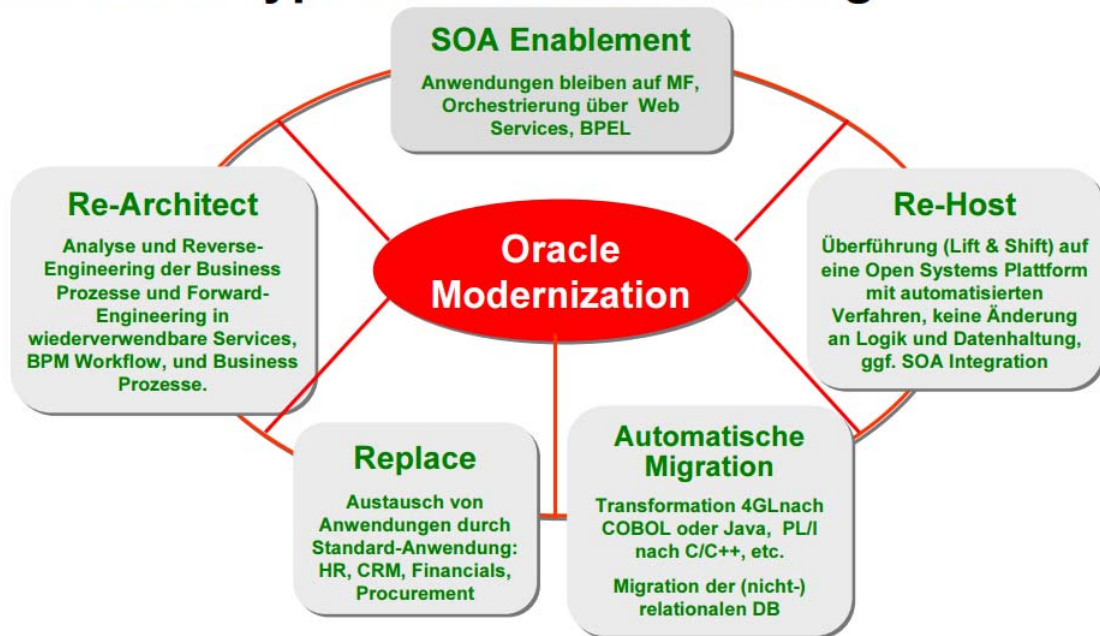 SOA Enablement
Anwendungen bleiben auf MF,
Orchestrierung über Web
Services, BPEL
Re-Architect
Analyse und Reverse-
Engineering der Business
Prozesse und Forward-
Engineering in
wiederverwendbare Services,
BPM Workflow, und Business
Prozesse.
Oracle
Modernization
Re-Host
Überführung (Lift & Shift) auf
eine Open Systems Plattform
mit automatisierten
Verfahren, keine Änderung
an Logik und Datenhaltung,
ggf. SOA Integration
Replace
Austausch von
Anwendungen durch
Standard-Anwendung:
HR, CRM, Financials,
Procurement
Automatische
Migration
Transformation 4GLnach
COBOL oder Java, PL/I
nach C/C++, etc.
Migration der (nicht-)
relationalen DB